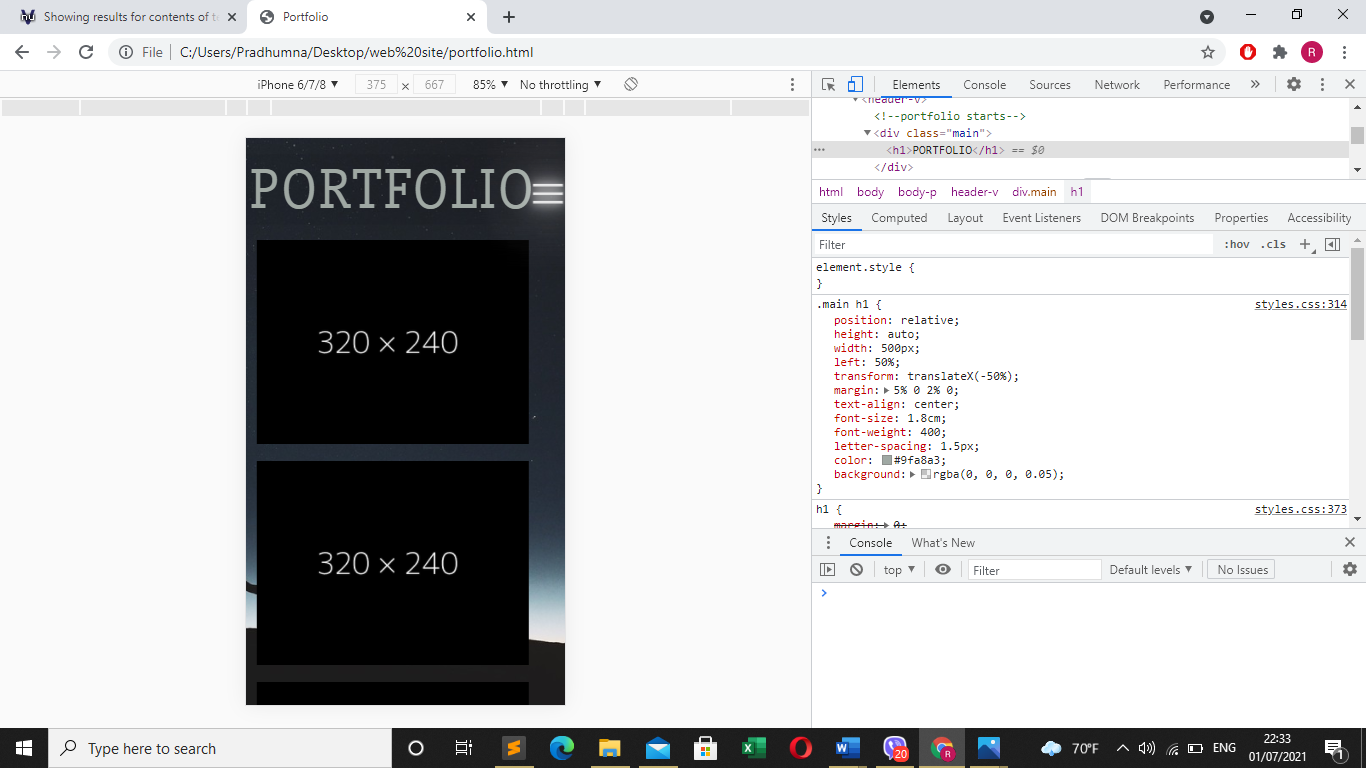 Showing results for contents of t
Portfolio
File
C:/Users/Pradhumna/Desktop/web%20site/portfolio.html
R
iPhone 6/7/8 ▼ 375 × 667 85% ▼ No throttling ▼
Elements Console Sources Network Performance »
<header-v>
<!--portfolio starts-->
▼<div class="main">
··· <h1>PORTFOLIO</h1> == $0
</div>
html body body-p header-v div.main h1
Styles Computed Layout Event Listeners DOM Breakpoints Properties Accessibility
Filter :hov .cls +
element.style {
}
.main h1 { styles.css:314
position: relative;
height: auto;
width: 500px;
left: 50%;
transform: translateX(-50%);
margin: 5% 0 2% 0;
text-align: center;
font-size: 1.8cm;
font-weight: 400;
letter-spacing: 1.5px;
color: #9fa8a3;
background: rgba(0, 0, 0, 0.05);
}
h1 { styles.css:373
margin: 0;
Console What's New
top ▼ Filter Default levels ▼ No Issues
PORTFOLIO
320 × 240
320 × 240
Type here to search
20
R
70°F
ENG
22:33
01/07/2021
1